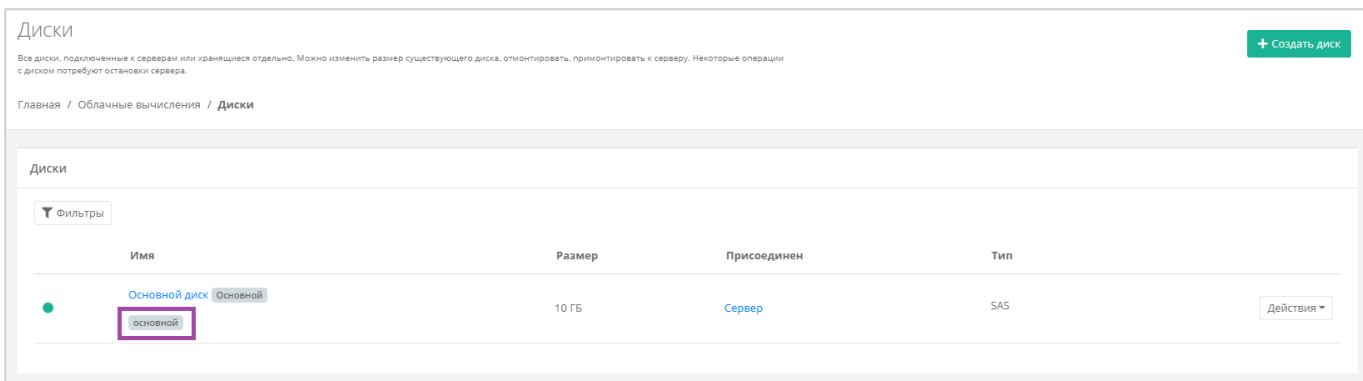 Диски
+ Создать диск
Все диски, подключенные к серверам или хранящиеся отдельно. Можно изменить размер существующего диска, отмонтировать, примонтировать к серверу. Некоторые операции
с диском потребуют остановки сервера.
Главная / Облачные вычисления / Диски
Диски
Фильтры
Имя Размер Присоединен Тип
Основной диск Основной 10 ГБ Сервер SAS Действия
основной